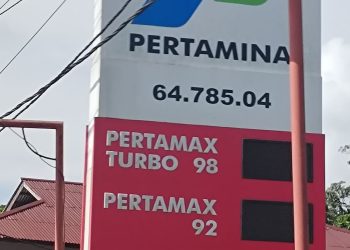 PERTAMINA
64.785.04
PERTAMAX
TURBO 98
PERTAMAX
92